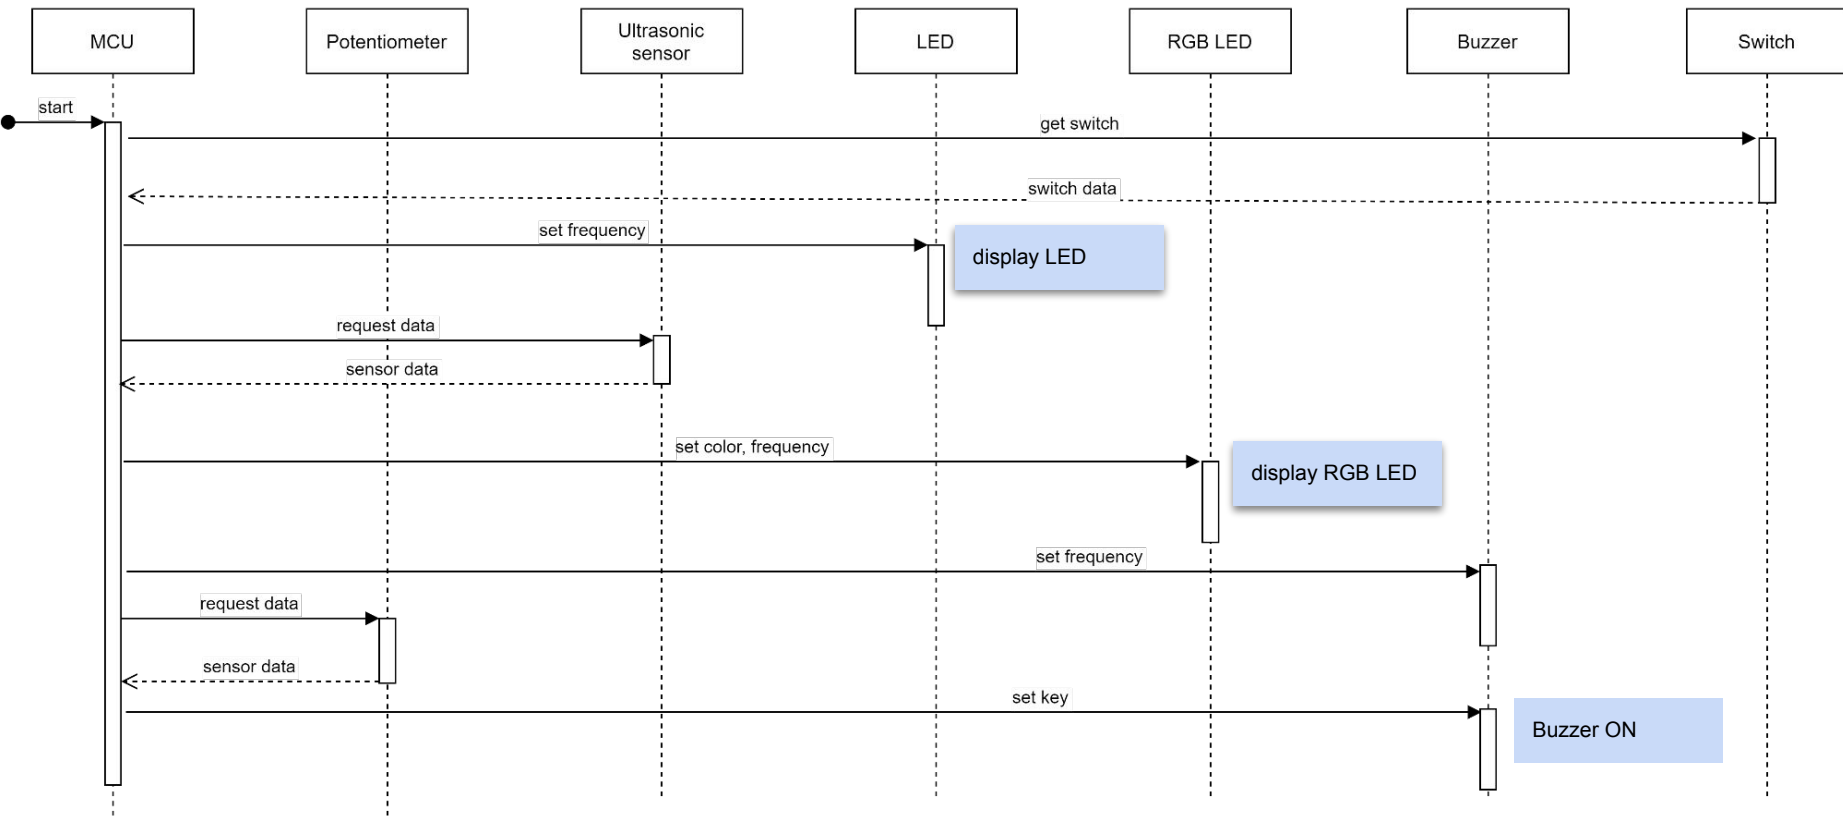 MCU
Potentiometer
Ultrasonic
sensor
LED
RGB LED
Buzzer
Switch
start
get switch
switch data
set frequency
display LED
request data
sensor data
set color, frequency
display RGB LED
set frequency
request data
sensor data
set key
Buzzer ON